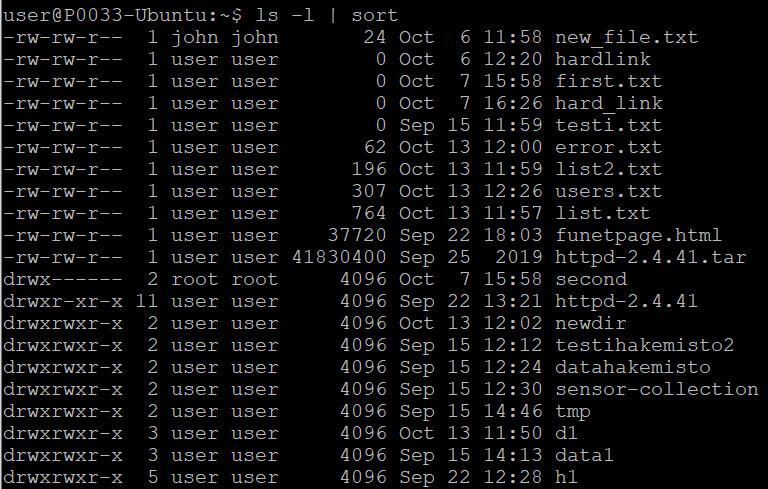 user@P0033-Ubuntu:~$ ls -l | sort
-rw-rw-r--  1 john john       24 Oct  6 11:58 new_file.txt
-rw-rw-r--  1 user user        0 Oct  6 12:20 hardlink
-rw-rw-r--  1 user user        0 Oct  7 15:58 first.txt
-rw-rw-r--  1 user user        0 Oct  7 16:26 hard_link
-rw-rw-r--  1 user user        0 Sep 15 11:59 testi.txt
-rw-rw-r--  1 user user       62 Oct 13 12:00 error.txt
-rw-rw-r--  1 user user      196 Oct 13 11:59 list2.txt
-rw-rw-r--  1 user user      307 Oct 13 12:26 users.txt
-rw-rw-r--  1 user user      764 Oct 13 11:57 list.txt
-rw-rw-r--  1 user user    37720 Sep 22 18:03 funetpage.html
-rw-rw-r--  1 user user 41830400 Sep 25  2019 httpd-2.4.41.tar
drwx------  2 root root     4096 Oct  7 15:58 second
drwxr-xr-x 11 user user     4096 Sep 22 13:21 httpd-2.4.41
drwxrwxr-x  2 user user     4096 Oct 13 12:02 newdir
drwxrwxr-x  2 user user     4096 Sep 15 12:12 testihakemisto2
drwxrwxr-x  2 user user     4096 Sep 15 12:24 datahakemisto
drwxrwxr-x  2 user user     4096 Sep 15 12:30 sensor-collection
drwxrwxr-x  2 user user     4096 Sep 15 14:46 tmp
drwxrwxr-x  3 user user     4096 Oct 13 11:50 d1
drwxrwxr-x  3 user user     4096 Sep 15 14:13 data1
drwxrwxr-x  5 user user     4096 Sep 22 12:28 h1